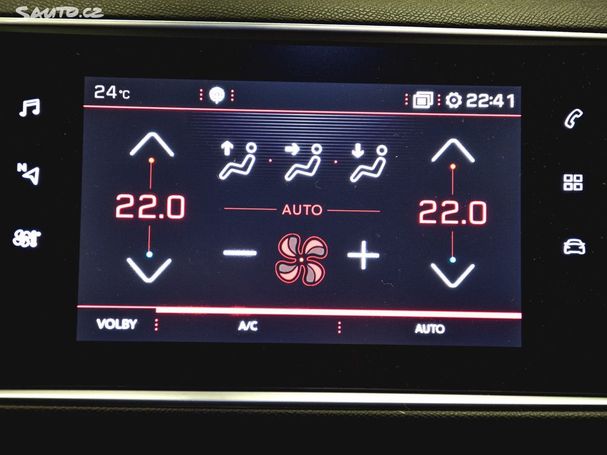 Sauto.cz
24°C 22:41
N
22.0 22.0
AUTO
VOLBY A/C AUTO